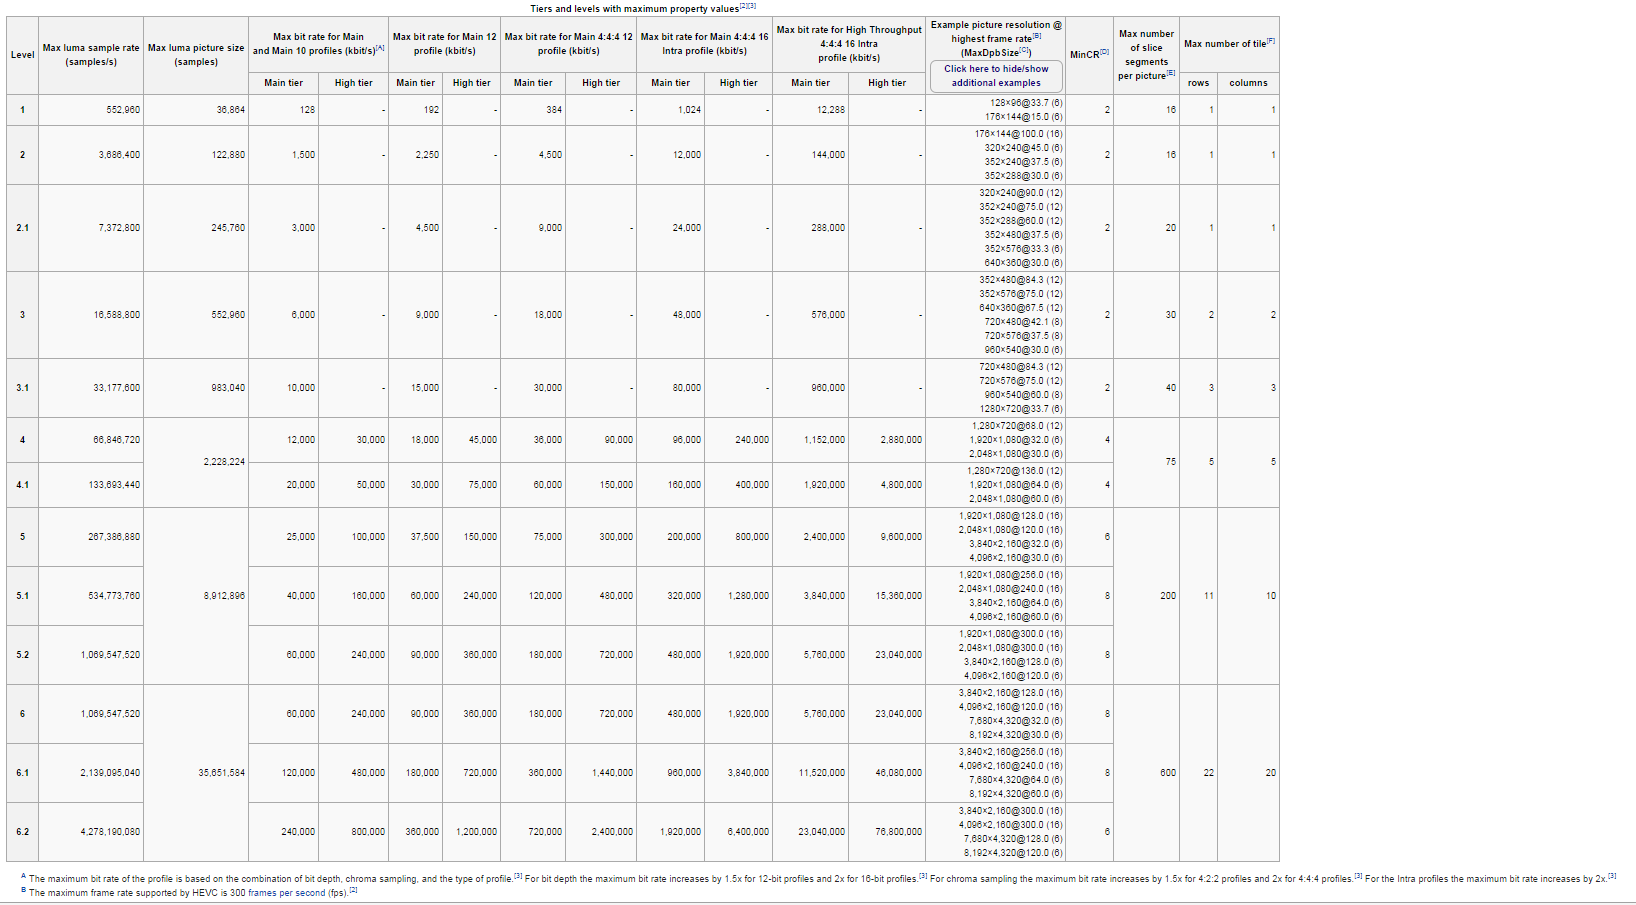 Tiers and levels with maximum property values[2][3]
Level
Max luma sample rate
(samples/s)
Max luma picture size
(samples)
Max bit rate for Main
and Main 10 profiles (kbit/s)[A]
Max bit rate for Main 12
profile (kbit/s)
Max bit rate for Main 4:4:4 12
profile (kbit/s)
Max bit rate for Main 4:4:4 16
Intra profile (kbit/s)
Max bit rate for High Throughput
4:4:4 16 Intra
profile (kbit/s)
Example picture resolution @
highest frame rate[B]
(MaxDpbSize[C])
Click here to hide/show
additional examples
MinCR[D]
Max number
of slice
segments
per picture[E]
Max number of tile[F]
Main tier High tier Main tier High tier Main tier High tier Main tier High tier Main tier High tier rows columns
1 552,960 36,864 128 - 192 - 384 - 1,024 - 12,288 -
128×96@33.7 (6)
176×144@15.0 (6)
2 16 1 1
2 3,686,400 122,880 1,500 - 2,250 - 4,500 - 12,000 - 144,000 -
176×144@100.0 (16)
320×240@45.0 (6)
352×240@37.5 (6)
352×288@30.0 (6)
2 16 1 1
2.1 7,372,800 245,760 3,000 - 4,500 - 9,000 - 24,000 - 288,000 -
320×240@90.0 (12)
352×240@75.0 (12)
352×288@60.0 (12)
352×480@37.5 (6)
352×576@33.3 (6)
640×360@30.0 (6)
2 20 1 1
3 16,588,800 552,960 6,000 - 9,000 - 18,000 - 48,000 - 576,000 -
352×480@84.3 (12)
352×576@75.0 (12)
640×360@67.5 (12)
720×480@42.1 (8)
720×576@37.5 (8)
960×540@30.0 (6)
2 30 2 2
3.1 33,177,600 983,040 10,000 - 15,000 - 30,000 - 80,000 - 960,000 -
720×480@84.3 (12)
720×576@75.0 (12)
960×540@60.0 (8)
1280×720@33.7 (6)
2 40 3 3
4 66,846,720 2,228,224 12,000 30,000 18,000 45,000 36,000 90,000 96,000 240,000 1,152,000 2,880,000
1,280×720@68.0 (12)
1,920×1,080@32.0 (6)
2,048×1,080@30.0 (6)
4 75 5 5
4.1 133,693,440 20,000 50,000 30,000 75,000 60,000 150,000 160,000 400,000 1,920,000 4,800,000
1,280×720@136.0 (12)
1,920×1,080@64.0 (6)
2,048×1,080@60.0 (6)
4
5 267,386,880 25,000 100,000 37,500 150,000 75,000 300,000 200,000 800,000 2,400,000 9,600,000
1,920×1,080@128.0 (16)
2,048×1,080@120.0 (16)
3,840×2,160@32.0 (6)
4,096×2,160@30.0 (6)
6
5.1 534,773,760 8,912,896 40,000 160,000 60,000 240,000 120,000 480,000 320,000 1,280,000 3,840,000 15,360,000
1,920×1,080@256.0 (16)
2,048×1,080@240.0 (16)
3,840×2,160@64.0 (6)
4,096×2,160@60.0 (6)
8 200 11 10
5.2 1,069,547,520 60,000 240,000 90,000 360,000 180,000 720,000 480,000 1,920,000 5,760,000 23,040,000
1,920×1,080@300.0 (16)
2,048×1,080@300.0 (16)
3,840×2,160@128.0 (6)
4,096×2,160@120.0 (6)
8
6 1,069,547,520 60,000 240,000 90,000 360,000 180,000 720,000 480,000 1,920,000 5,760,000 23,040,000
3,840×2,160@128.0 (16)
4,096×2,160@120.0 (16)
7,680×4,320@32.0 (6)
8,192×4,320@30.0 (6)
8
6.1 2,139,095,040 35,651,584 120,000 480,000 180,000 720,000 360,000 1,440,000 960,000 3,840,000 11,520,000 46,080,000
3,840×2,160@256.0 (16)
4,096×2,160@240.0 (16)
7,680×4,320@64.0 (6)
8,192×4,320@60.0 (6)
8 600 22 20
6.2 4,278,190,080 240,000 800,000 360,000 1,200,000 720,000 2,400,000 1,920,000 6,400,000 23,040,000 76,800,000
3,840×2,160@300.0 (16)
4,096×2,160@300.0 (16)
7,680×4,320@128.0 (6)
8,192×4,320@120.0 (6)
6
A The maximum bit rate of the profile is based on the combination of bit depth, chroma sampling, and the type of profile.[3] For bit depth the maximum bit rate increases by 1.5x for 12-bit profiles and 2x for 16-bit profiles.[3] For chroma sampling the maximum bit rate increases by 1.5x for 4:2:2 profiles and 2x for 4:4:4 profiles.[3] For the Intra profiles the maximum bit rate increases by 2x.[3]
B The maximum frame rate supported by HEVC is 300 frames per second (fps).[2]